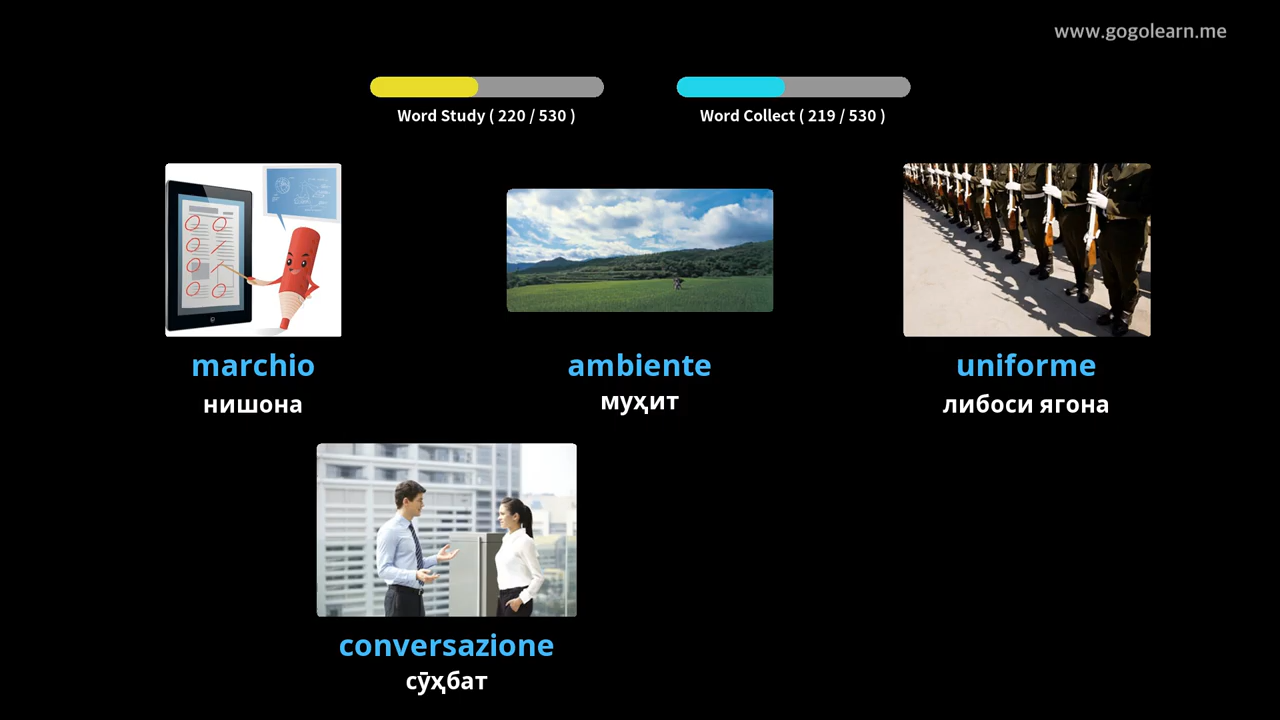 www.gogolearn.me
Word Study ( 220 / 530 )
Word Collect ( 219 / 530 )
marchio
нишона
ambiente
муҳит
uniforme
либоси ягона
conversazione
сӯҳбат